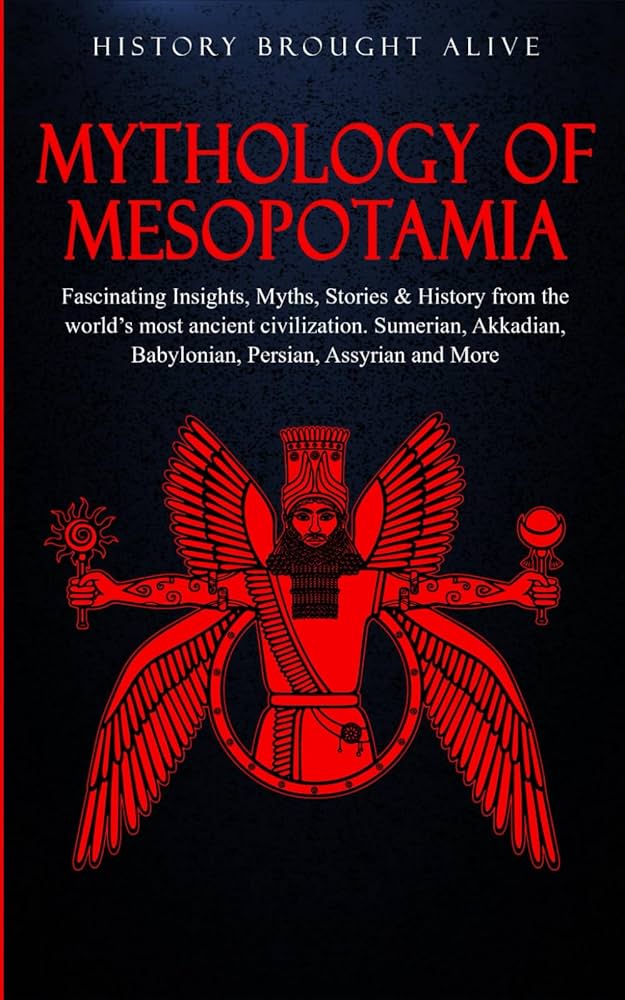 HISTORY BROUGHT ALIVE
MYTHOLOGY OF
MESOPOTAMIA
Fascinating Insights, Myths, Stories & History from the
world’s most ancient civilization. Sumerian, Akkadian,
Babylonian, Persian, Assyrian and More